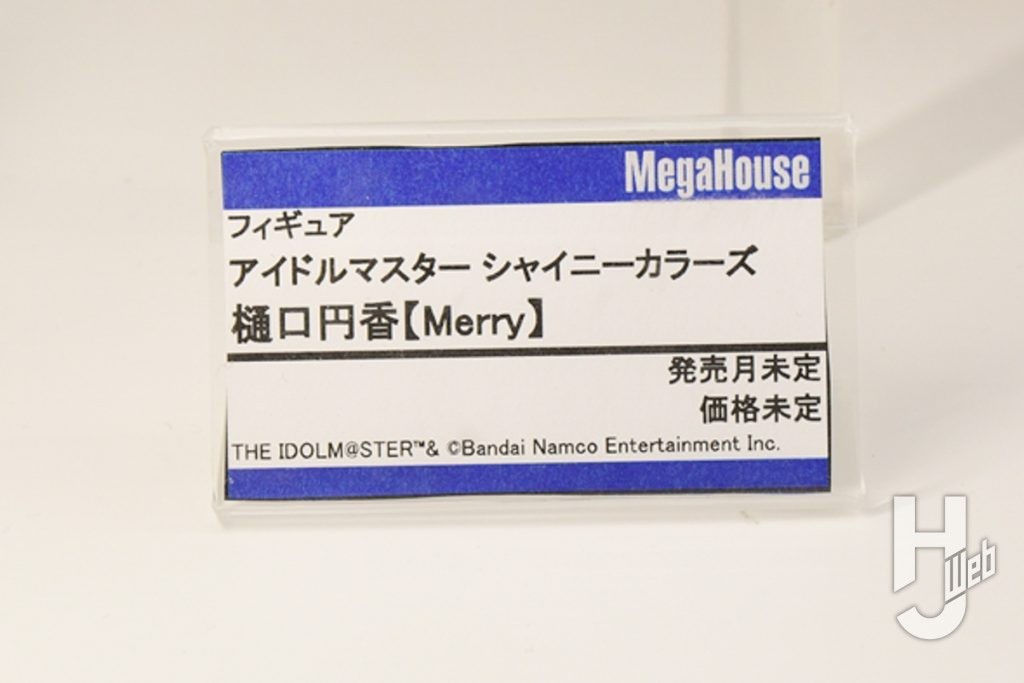 MegaHouse
フィギュア
アイドルマスター シャイニーカラーズ
樋口円香【Merry】
発売月未定
価格未定
THE IDOLM@STER™& ©Bandai Namco Entertainment Inc.
HJ Web